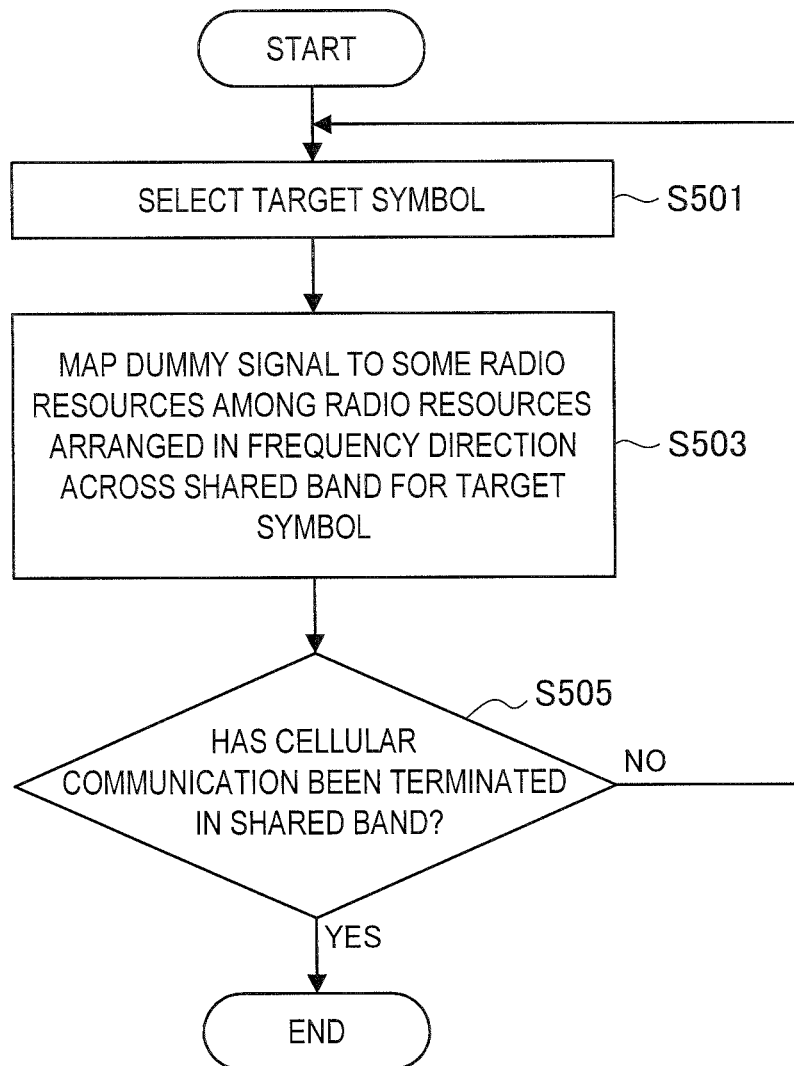 START
SELECT TARGET SYMBOL
S501
MAP DUMMY SIGNAL TO SOME RADIO
RESOURCES AMONG RADIO RESOURCES
ARRANGED IN FREQUENCY DIRECTION
ACROSS SHARED BAND FOR TARGET
SYMBOL
S503
S505
HAS CELLULAR
COMMUNICATION BEEN TERMINATED
IN SHARED BAND?
NO
YES
END